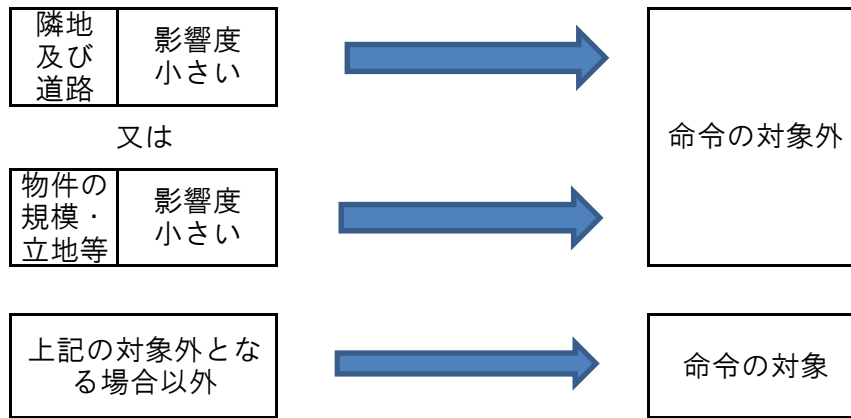 隣地
及び
道路
影響度
小さい
又は
物件の
規模・
立地等
影響度
小さい
命令の対象外
上記の対象外とな
る場合以外
命令の対象